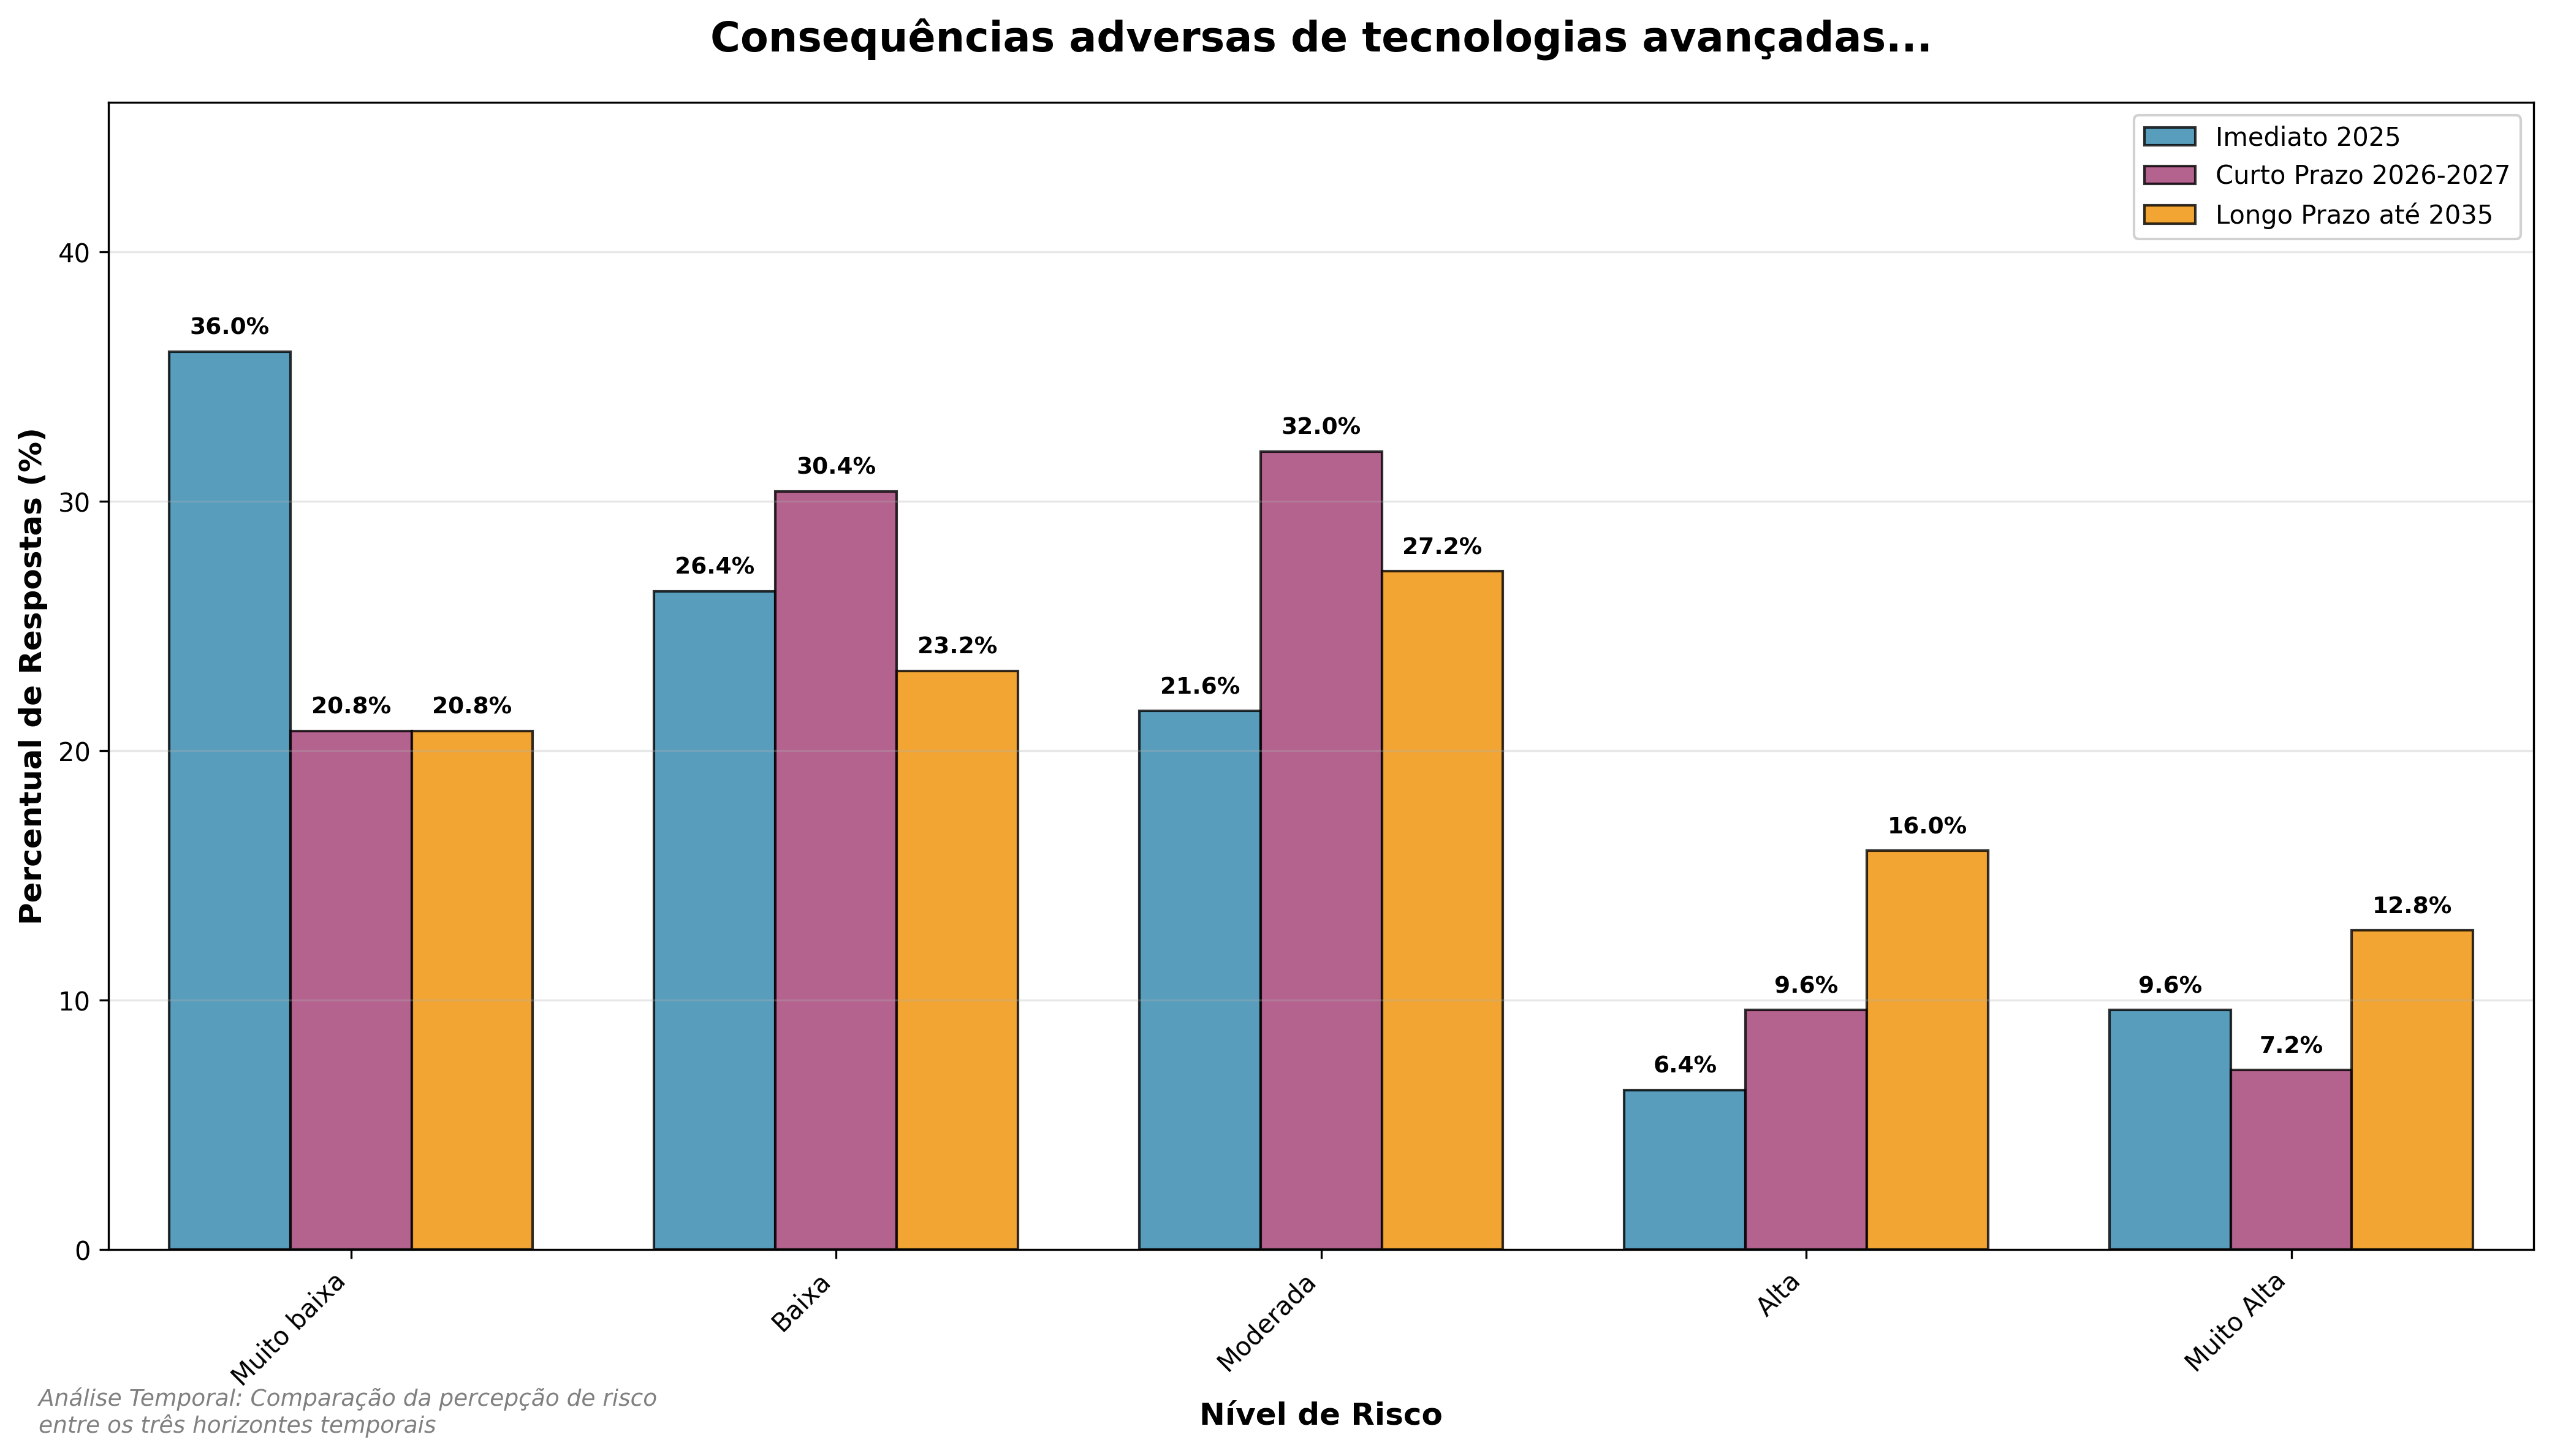 Consequências adversas de tecnologias avançadas...
Imediato 2025
Curto Prazo 2026-2027
Longo Prazo até 2035
Percentual de Respostas (%)
40
30
20
10
0
36.0%
20.8%
20.8%
26.4%
30.4%
23.2%
21.6%
32.0%
27.2%
6.4%
9.6%
16.0%
9.6%
7.2%
12.8%
Muito baixa
Baixa
Moderada
Alta
Muito Alta
Nível de Risco
Análise Temporal: Comparação da percepção de risco
entre os três horizontes temporais